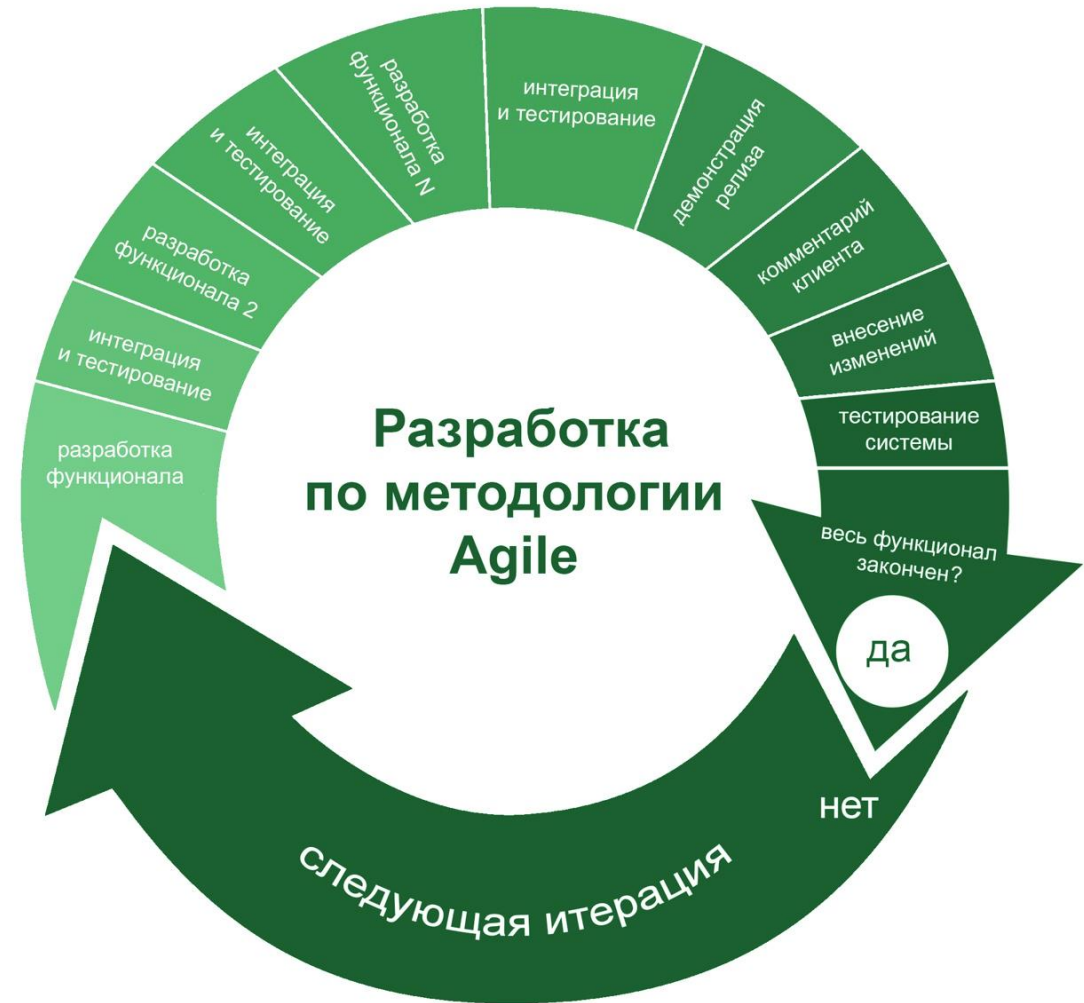 Разработка
по методологии
Agile
разработка
функционала
интеграция
и тестирование
разработка
функционала 2
интеграция
и тестирование
разработка
функционала N
интеграция
и тестирование
демонстрация
релиза
комментарий
клиента
внесение
изменений
тестирование
системы
весь функционал
закончен?
да
нет
следующая итерация